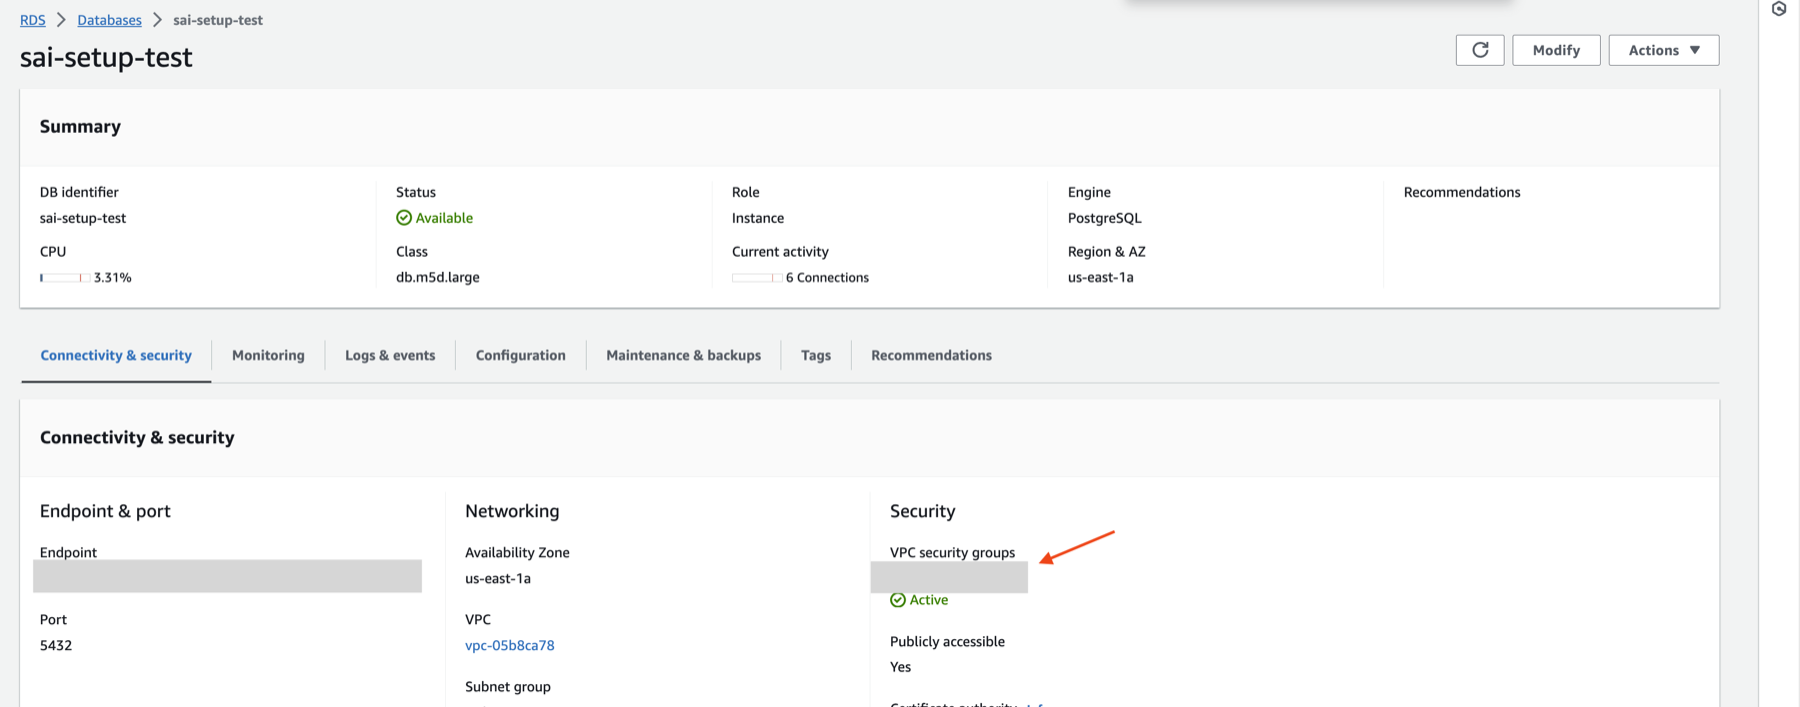 RDS > Databases > sai-setup-test
sai-setup-test
Modify
Actions ▼
Summary
DB identifier
sai-setup-test
CPU
3.31%
Status
Available
Class
db.m5d.large
Role
Instance
Current activity
6 Connections
Engine
PostgreSQL
Region & AZ
us-east-1a
Recommendations
Connectivity & security
Monitoring
Logs & events
Configuration
Maintenance & backups
Tags
Recommendations
Connectivity & security
Endpoint & port
Endpoint
Port
5432
Networking
Availability Zone
us-east-1a
VPC
vpc-05b8ca78
Subnet group
Security
VPC security groups
Active
Publicly accessible
Yes